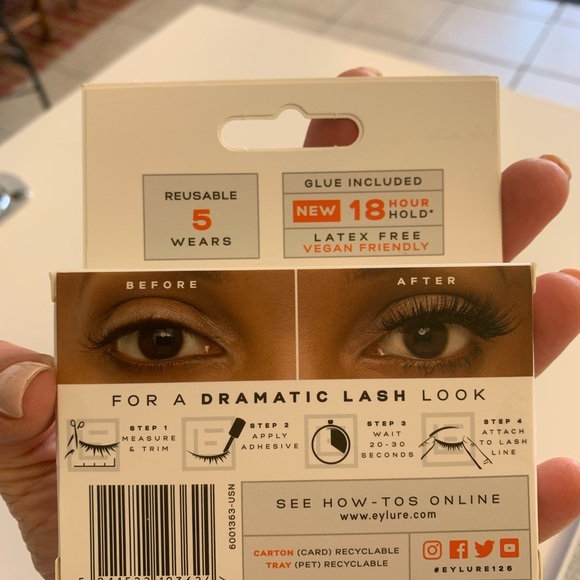 REUSABLE
5
WEARS
GLUE INCLUDED
NEW 18 HOUR
HOLD*
LATEX FREE
VEGAN FRIENDLY
BEFORE
AFTER
FOR A DRAMATIC LASH LOOK
STEP 1
MEASURE
& TRIM
STEP 2
APPLY
ADHESIVE
STEP 3
WAIT
20-30
SECONDS
STEP 4
ATTACH
TO LASH
LINE
6001363-USN
SEE HOW-TOS ONLINE
www.eylure.com
CARTON (CARD) RECYCLABLE
TRAY (PET) RECYCLABLE
#EYLURE126